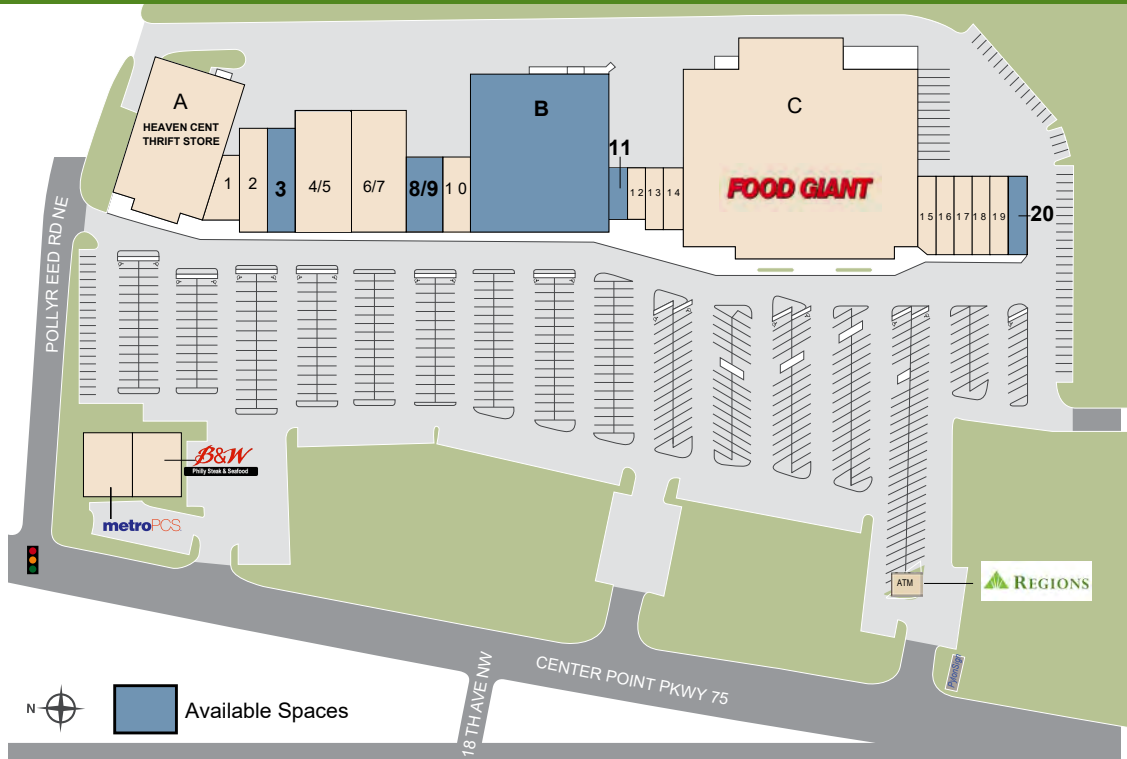 A
HEAVEN CENT
THRIFT STORE
1
2
3
4/5
6/7
8/9
1 0
B
11
1 2
1 3
1 4
C
FOOD GIANT
1 5
1 6
1 7
1 8
1 9
20
POLLYR EED RD NE
B&W
Philly Steak & Seafood
metroPCS
ATM
REGIONS
PylonSign
CENTER POINT PKWY 75
18 TH AVE NW
N
Available Spaces